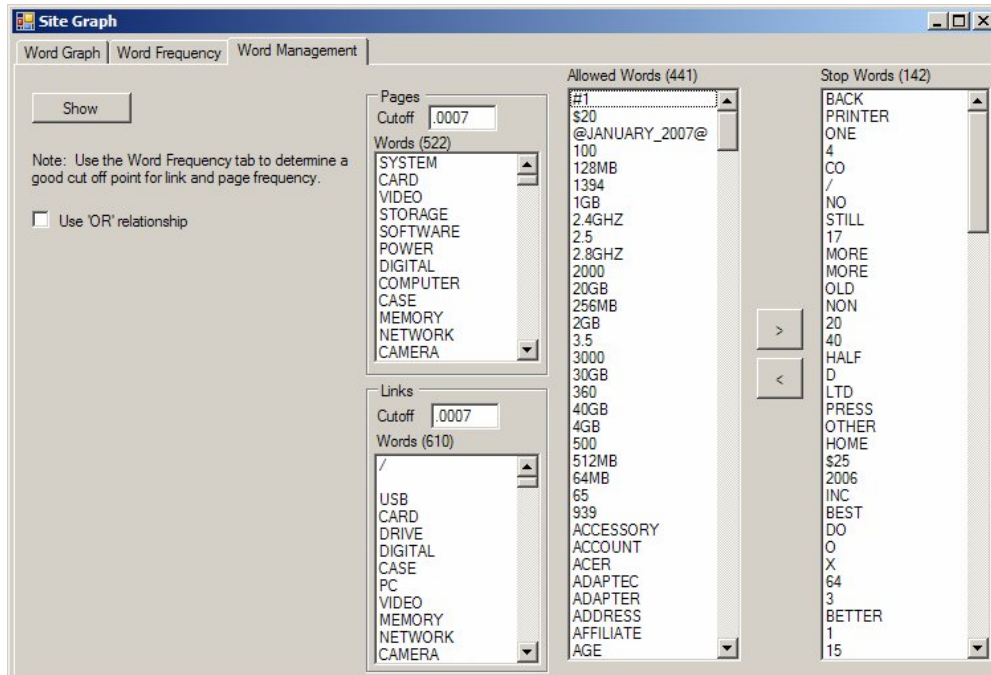 Site Graph
Word Graph
Word Frequency
Word Management
Show
Note: Use the Word Frequency tab to determine a
good cut off point for link and page frequency.
Use 'OR' relationship
Pages
Cutoff .0007
Words (522)
SYSTEM
CARD
VIDEO
STORAGE
SOFTWARE
POWER
DIGITAL
COMPUTER
CASE
MEMORY
NETWORK
CAMERA
Links
Cutoff .0007
Words (610)
/
USB
CARD
DRIVE
DIGITAL
CASE
PC
VIDEO
MEMORY
NETWORK
CAMERA
Allowed Words (441)
#1
$20
@JANUARY_2007@
100
128MB
1394
1GB
2.4GHZ
2.5
2.8GHZ
2000
20GB
256MB
2GB
3.5
3000
30GB
360
40GB
4GB
500
512MB
64MB
65
939
ACCESSORY
ACCOUNT
ACER
ADAPTEC
ADAPTER
ADDRESS
AFFILIATE
AGE
>
<
Stop Words (142)
BACK
PRINTER
ONE
4
CO
/
NO
STILL
17
MORE
MORE
OLD
NON
20
40
HALF
D
LTD
PRESS
OTHER
HOME
$25
2006
INC
BEST
DO
O
X
64
3
BETTER
1
15